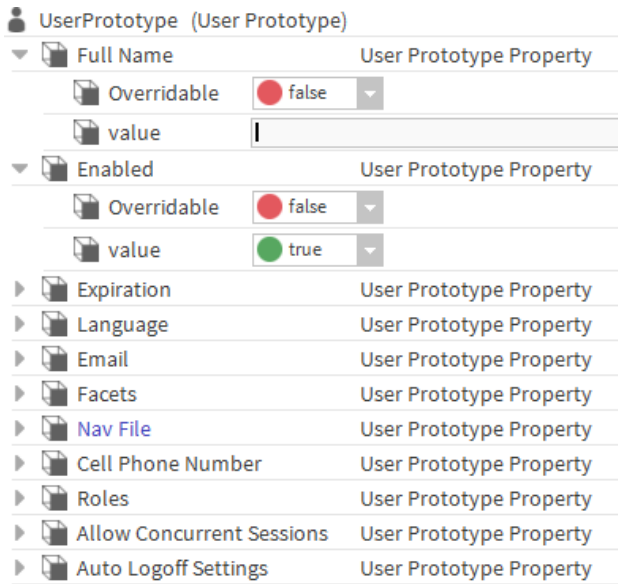 UserPrototype (User Prototype)
Full Name User Prototype Property
Overridable false
value
Enabled User Prototype Property
Overridable false
value true
Expiration User Prototype Property
Language User Prototype Property
Email User Prototype Property
Facets User Prototype Property
Nav File User Prototype Property
Cell Phone Number User Prototype Property
Roles User Prototype Property
Allow Concurrent Sessions User Prototype Property
Auto Logoff Settings User Prototype Property